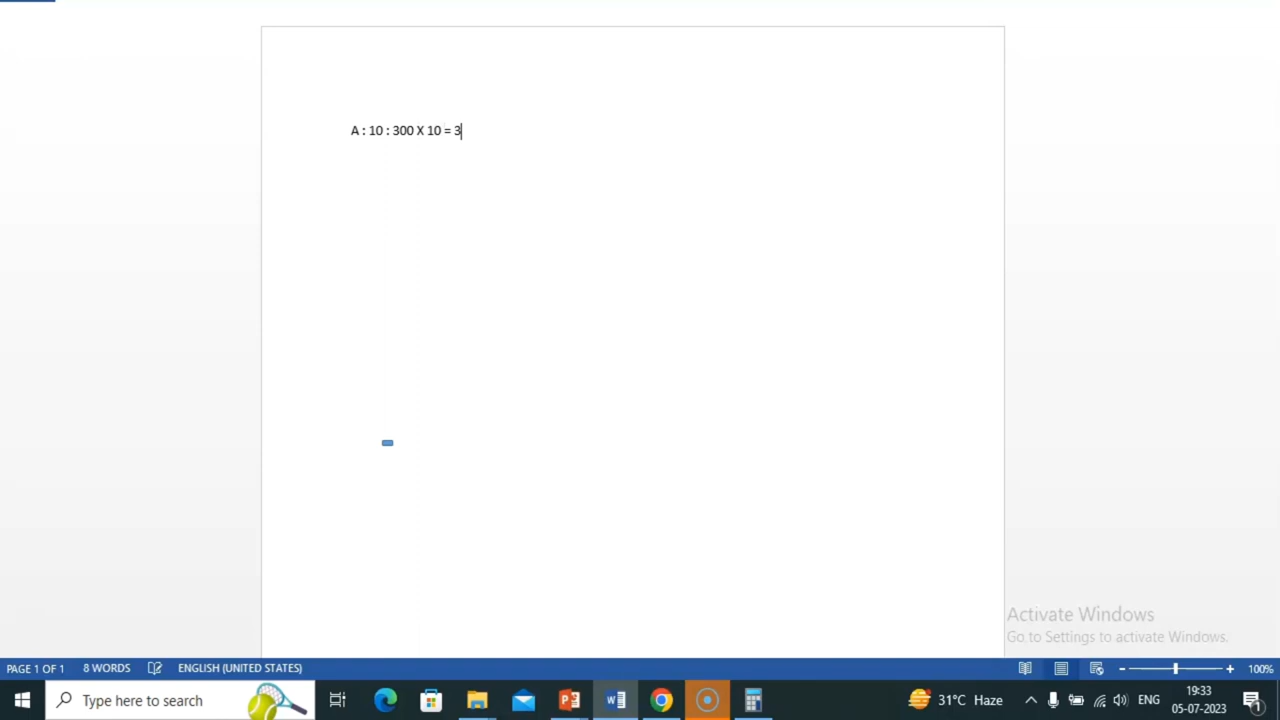 A : 10 : 300 X 10 = 3
Activate Windows
Go to Settings to activate Windows.
PAGE 1 OF 1 8 WORDS ENGLISH (UNITED STATES) 100%
Type here to search 31°C Haze ENG 19:33
05-07-2023 1